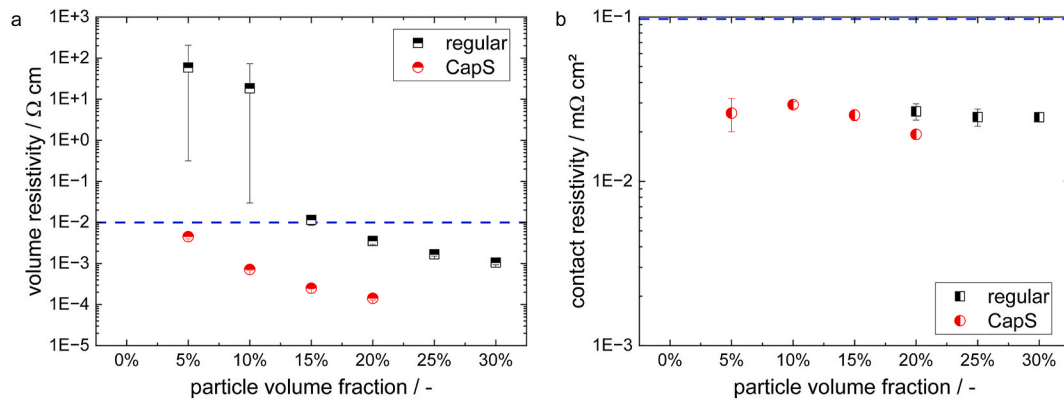 a
volume resistivity / Ω cm
1E+3
1E+2
1E+1
1E+0
1E−1
1E−2
1E−3
1E−4
1E−5
regular
CapS
0% 5% 10% 15% 20% 25% 30%
particle volume fraction / -
b
contact resistivity / mΩ cm²
1E−1
1E−2
1E−3
regular
CapS
0% 5% 10% 15% 20% 25% 30%
particle volume fraction / -